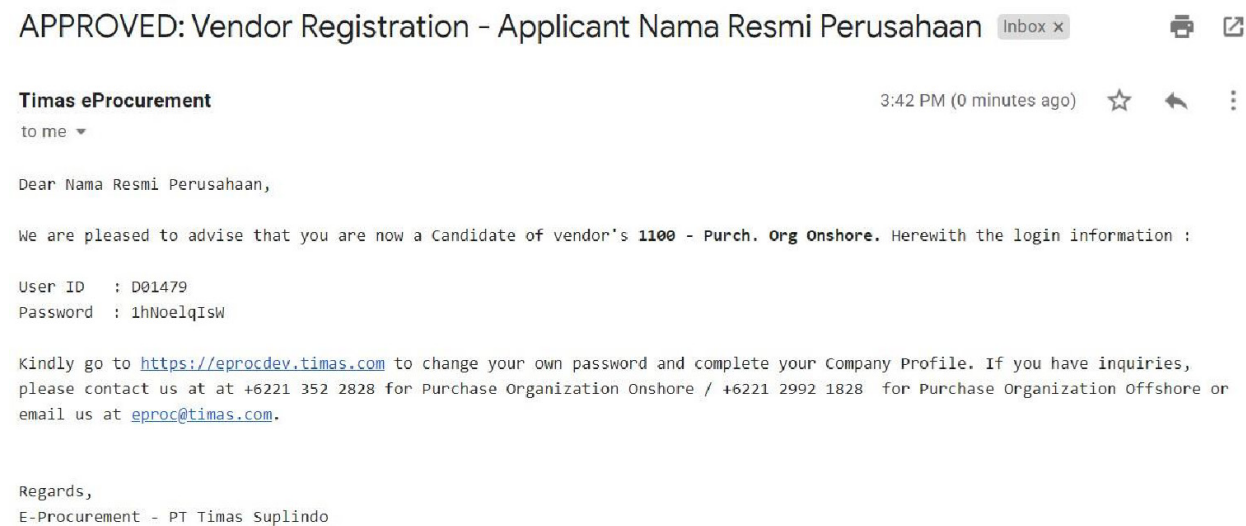 APPROVED: Vendor Registration - Applicant Nama Resmi Perusahaan Inbox x
Timas eProcurement 3:42 PM (0 minutes ago)
to me
Dear Nama Resmi Perusahaan,
We are pleased to advise that you are now a Candidate of vendor's 1100 - Purch. Org Onshore. Herewith the login information :
User ID : D01479
Password : 1hNoelqIsW
Kindly go to https://eprocdev.timas.com to change your own password and complete your Company Profile. If you have inquiries,
please contact us at at +6221 352 2828 for Purchase Organization Onshore / +6221 2992 1828 for Purchase Organization Offshore or
email us at eproc@timas.com.
Regards,
E-Procurement - PT Timas Suplindo